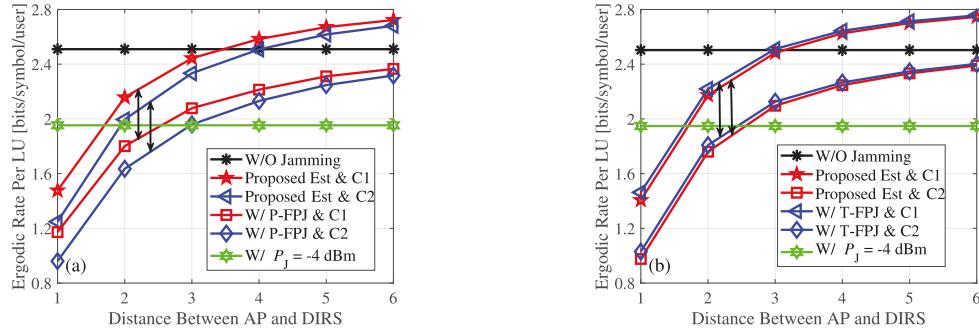 Ergodic Rate Per LU [bits/symbol/user]
2.8
2.4
2
1.6
1.2
0.8
W/O Jamming
Proposed Est & C1
Proposed Est & C2
W/ P-FPJ & C1
W/ P-FPJ & C2
W/ P_J = -4 dBm
(a)
1 2 3 4 5 6
Distance Between AP and DIRS
Ergodic Rate Per LU [bits/symbol/user]
2.8
2.4
2
1.6
1.2
0.8
W/O Jamming
Proposed Est & C1
Proposed Est & C2
W/ T-FPJ & C1
W/ T-FPJ & C2
W/ P_J = -4 dBm
(b)
1 2 3 4 5 6
Distance Between AP and DIRS